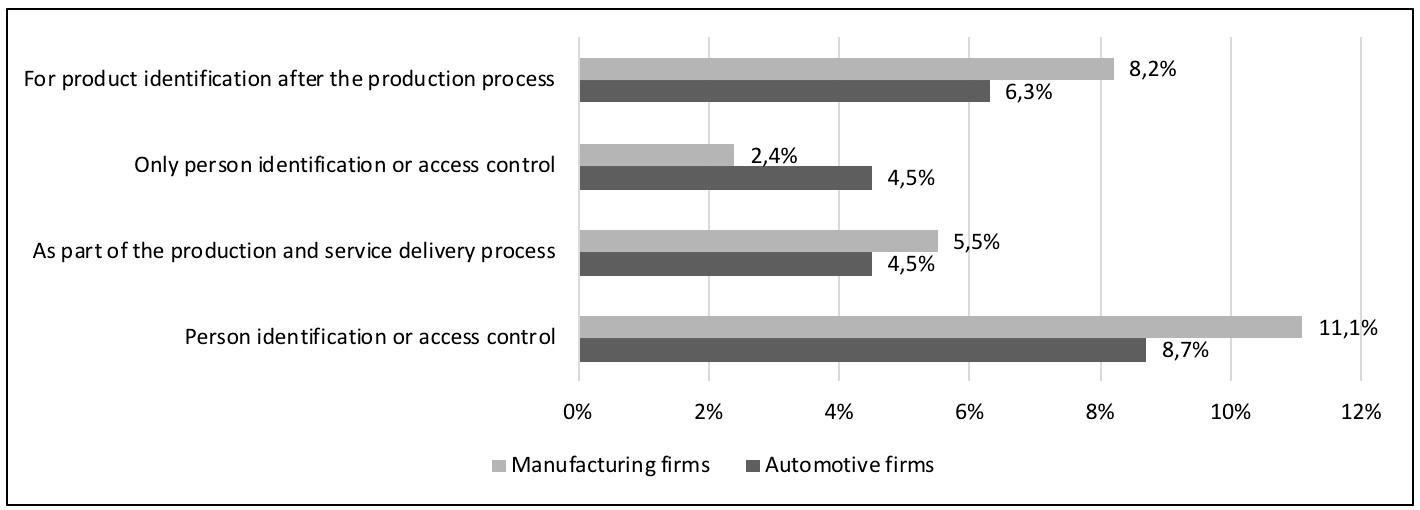 For product identification after the production process
8,2%
6,3%
Only person identification or access control
2,4%
4,5%
As part of the production and service delivery process
5,5%
4,5%
Person identification or access control
11,1%
8,7%
0% 2% 4% 6% 8% 10% 12%
Manufacturing firms Automotive firms